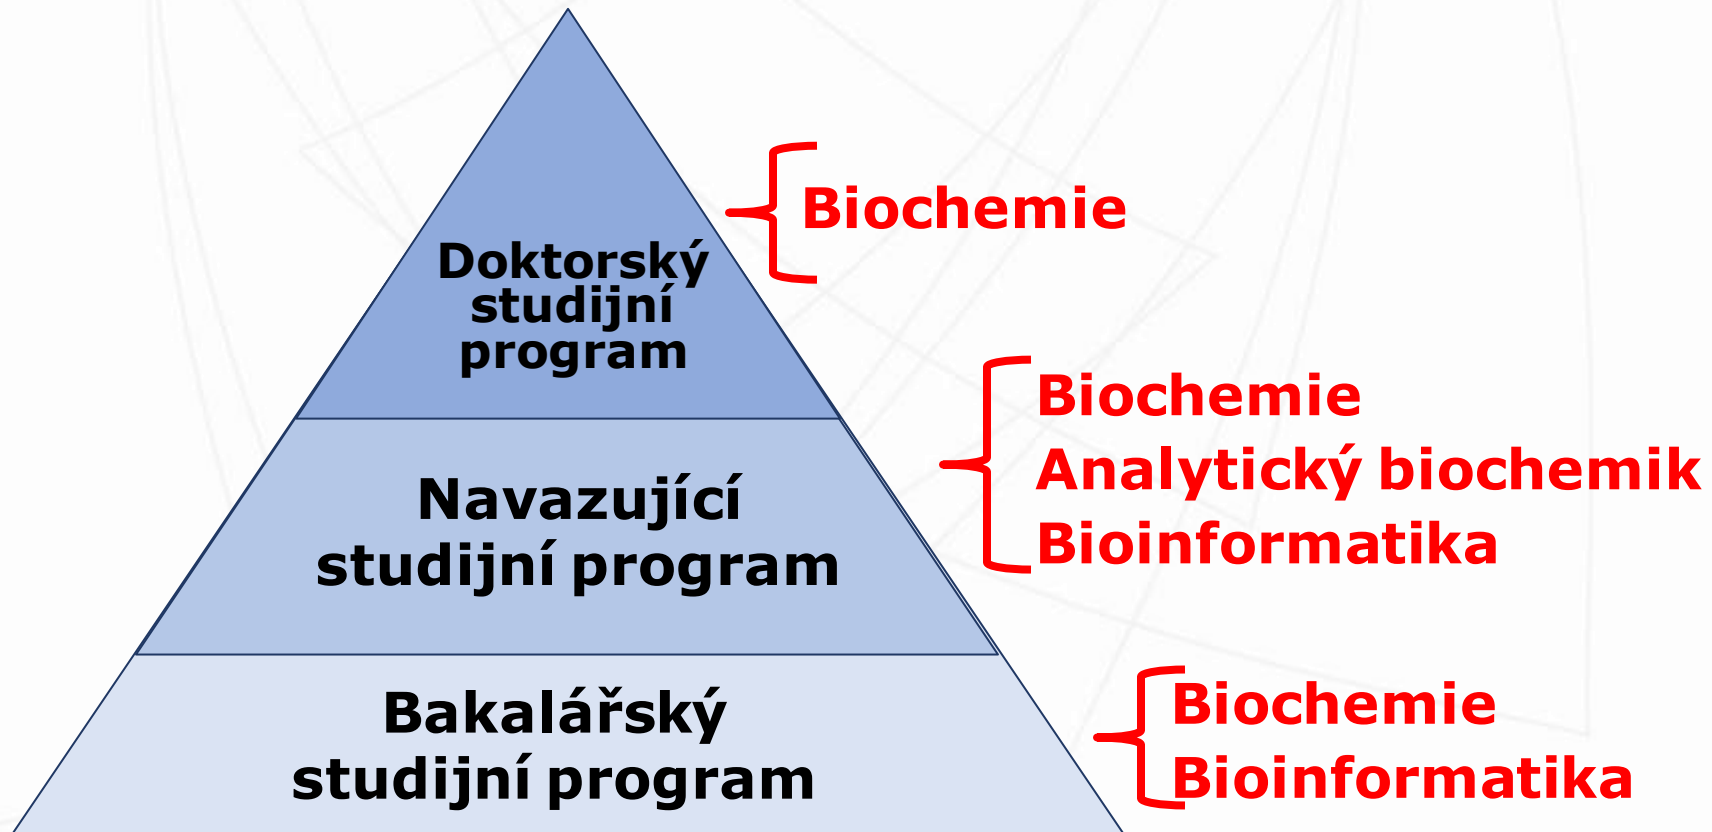 Biochemie
Doktorský
studijní
program
Biochemie
Analytický biochemik
Bioinformatika
Navazující
studijní program
Biochemie
Bioinformatika
Bakalářský
studijní program